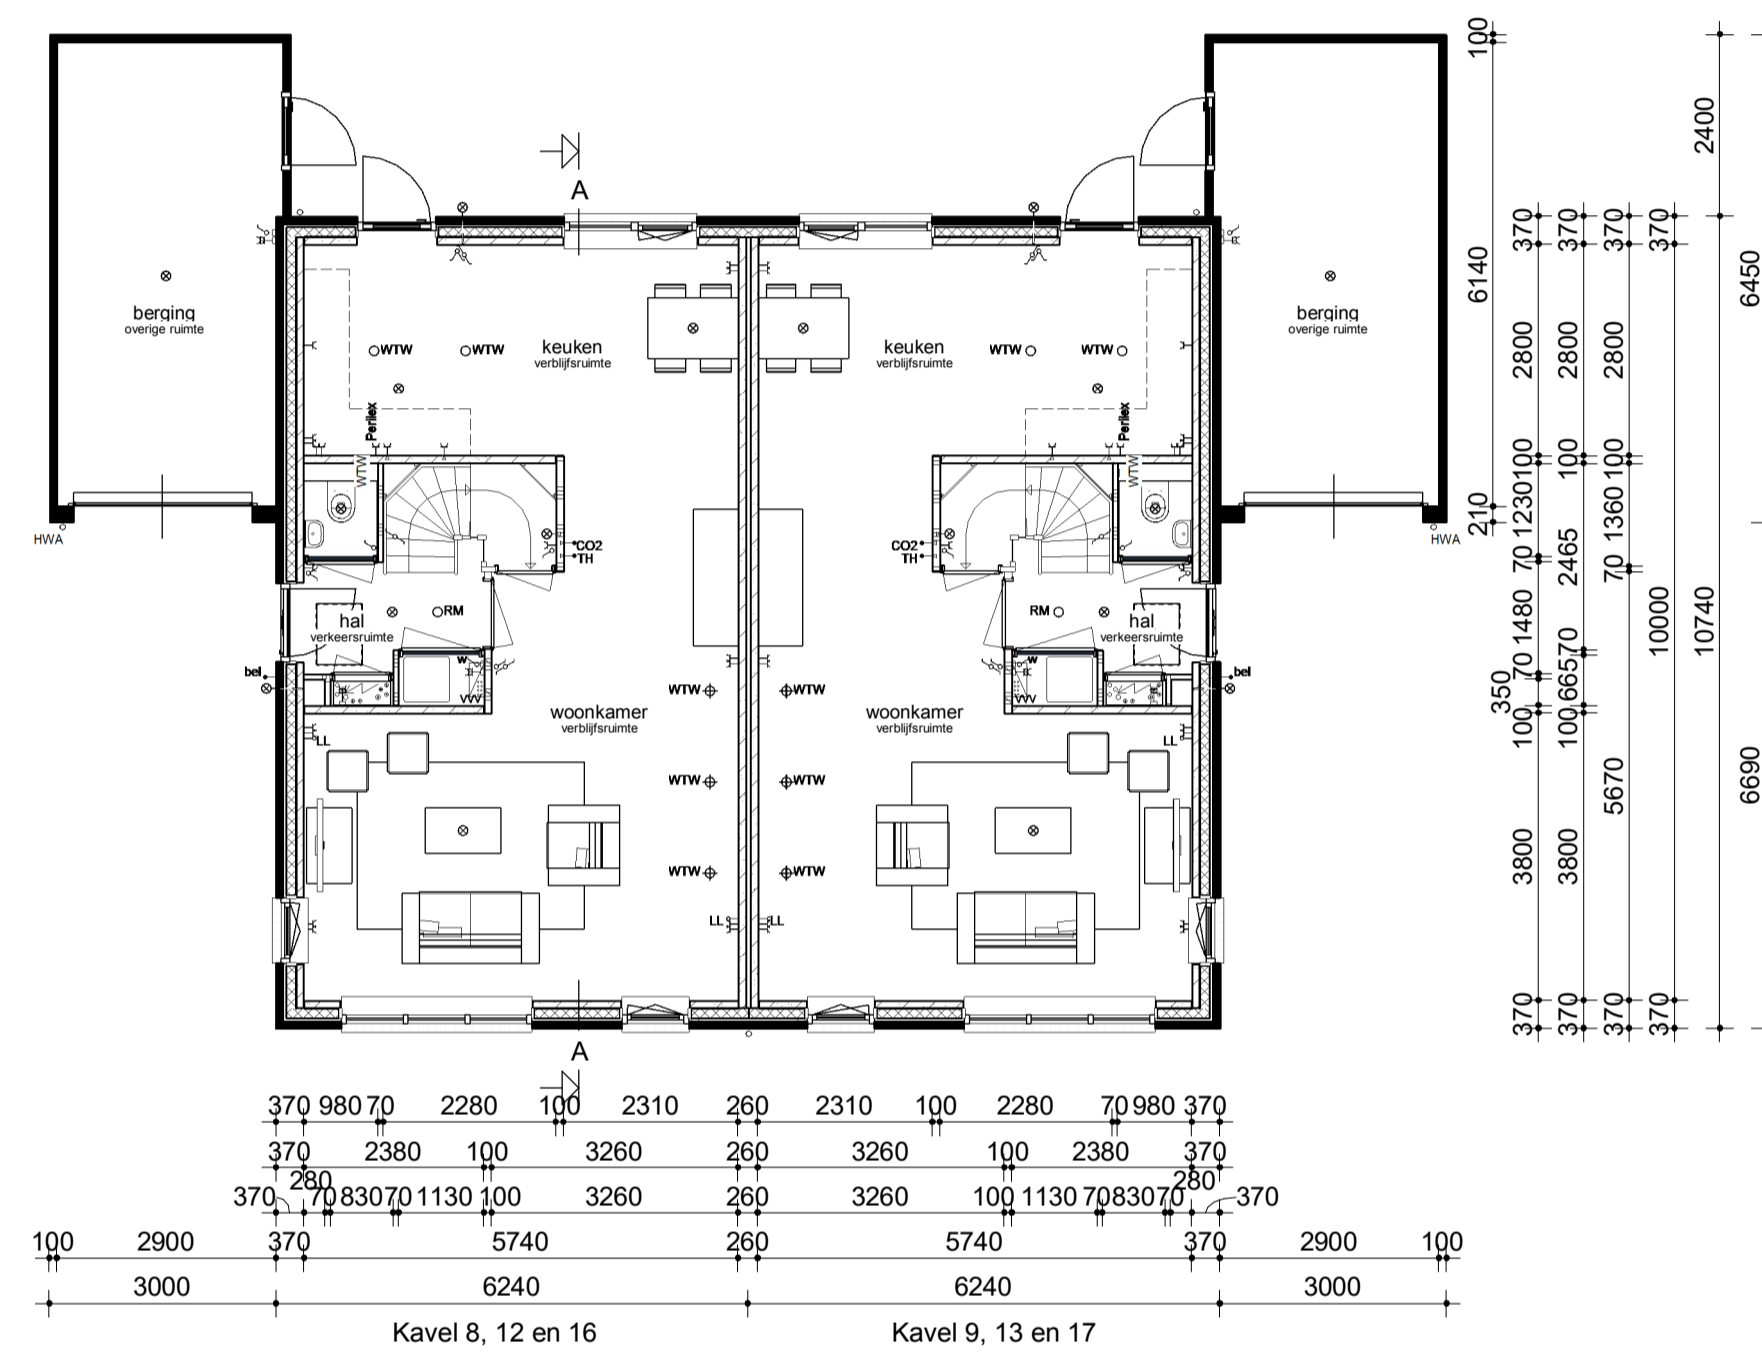 A
berging
overige ruimte
WTW
WTW
keuken
verblijfsruimte
keuken
verblijfsruimte
WTW
WTW
berging
overige ruimte
Perilex
WTW
Perilex
WTW
HWA
CO2
TH
CO2
TH
HWA
hal
verkeersruimte
RM
RM
hal
verkeersruimte
bel
W
VVV
W
VVV
bel
WTW
WTW
woonkamer
verblijfsruimte
woonkamer
verblijfsruimte
LL
LL
WTW
WTW
WTW
WTW
LL
LL
A
100
6140
210
350
370
2800
100
1230
70
1480
70
100
3800
370
370
2800
100
2465
70
665
100
3800
370
370
2800
100
1360
70
5670
370
370
10000
370
2400
10740
6450
6690
370 980 70 2280 100 2310 260 2310 100 2280 70 980 370
370 2380 100 3260 260 3260 100 2380 370
280 280
370 70 830 70 1130 100 3260 260 3260 100 1130 70 830 70 370
100 2900 370 5740 260 5740 370 2900 100
3000 6240 6240 3000
Kavel 8, 12 en 16
Kavel 9, 13 en 17